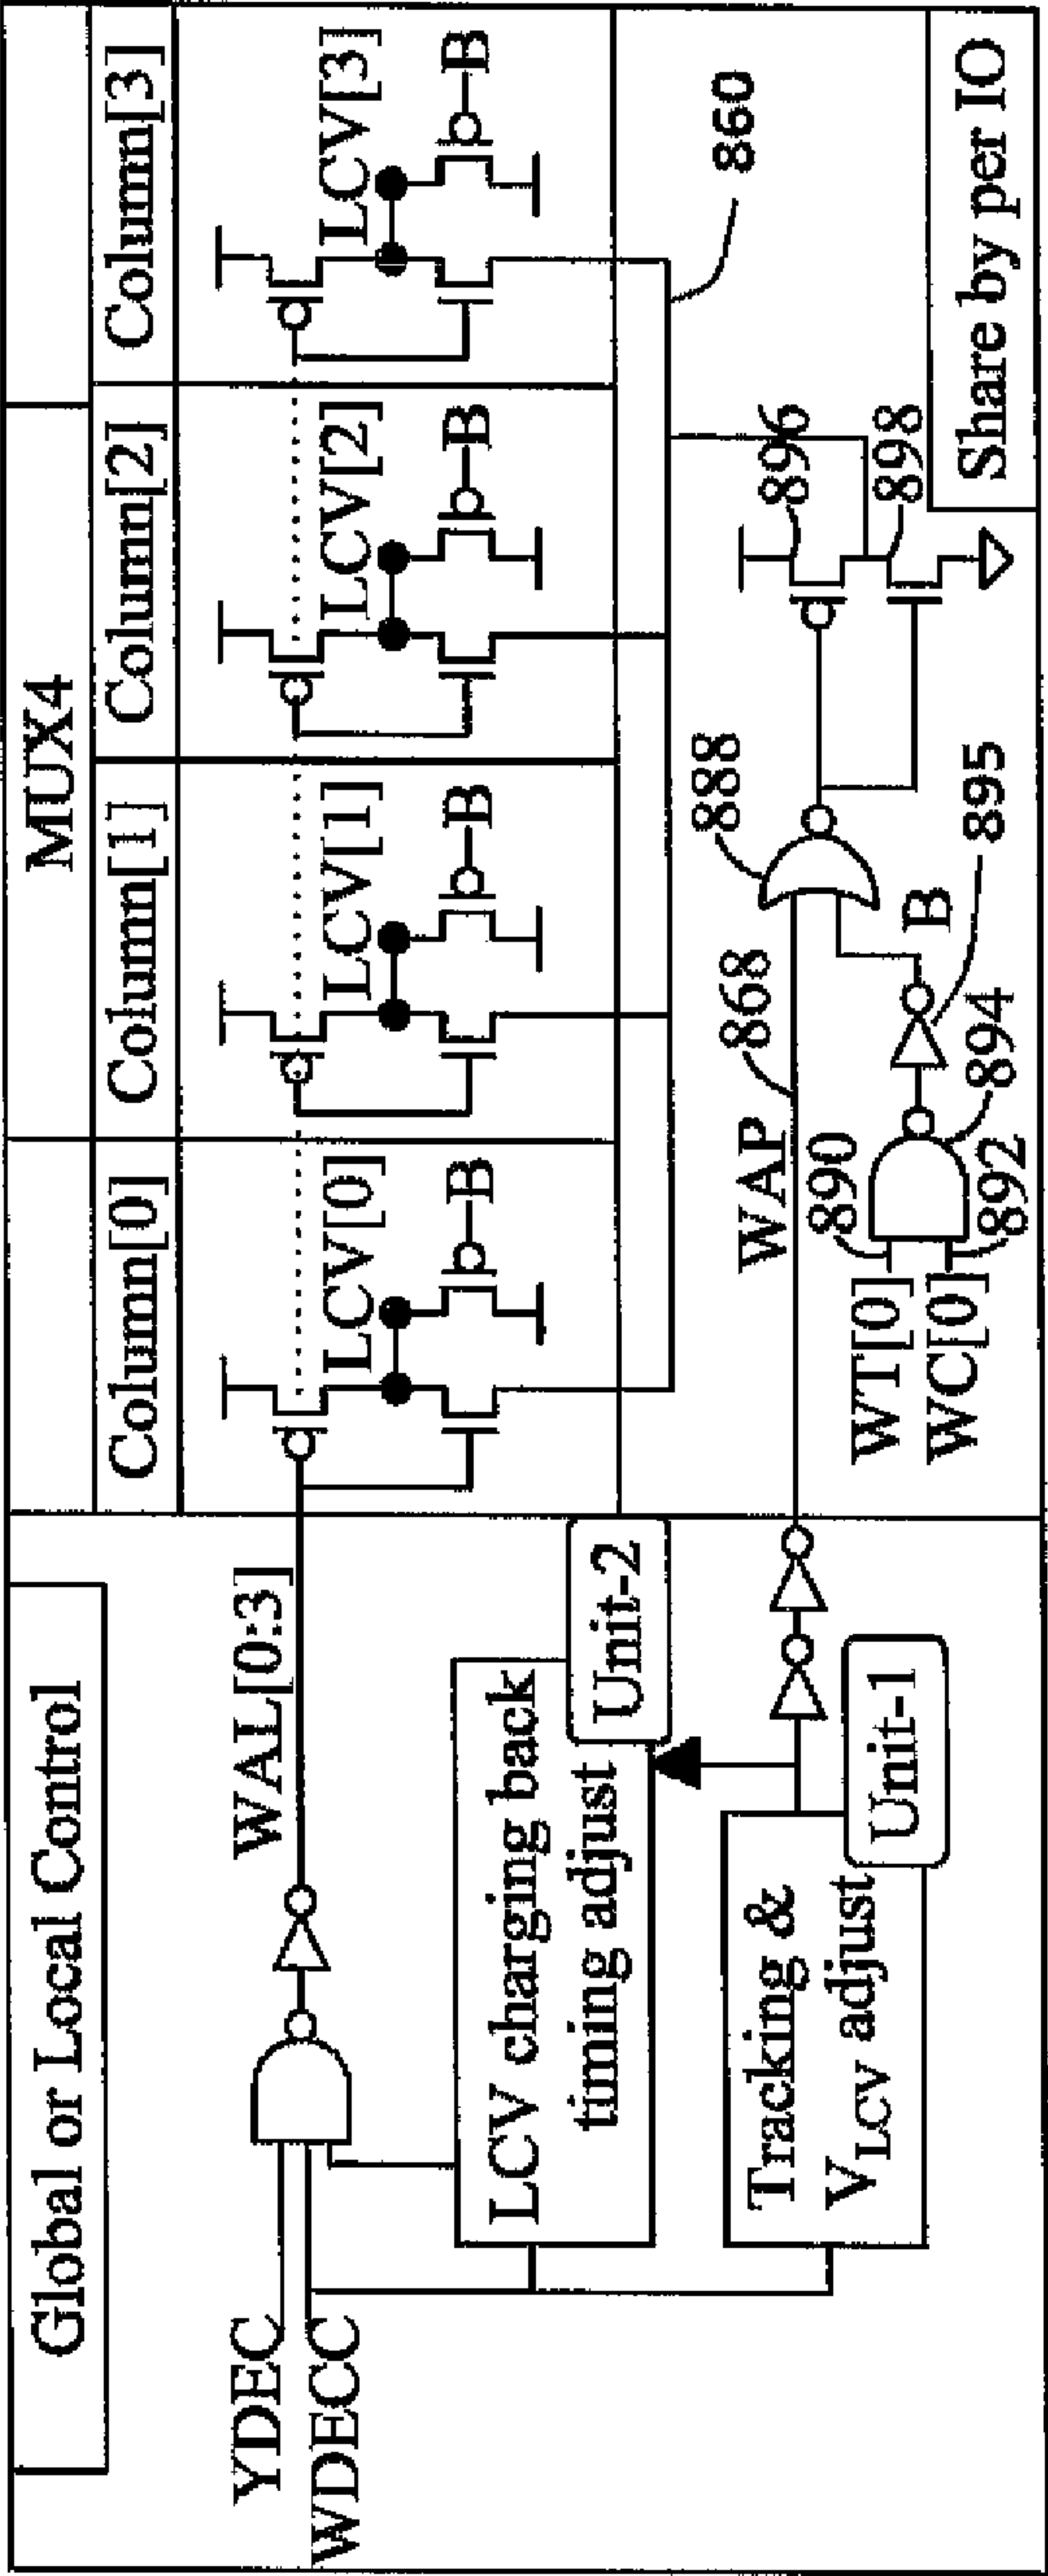 Global or Local Control
MUX4
Column[0]
Column[1]
Column[2]
Column[3]
YDEC
WDECC
WAL[0:3]
LCV[0]
LCV[1]
LCV[2]
LCV[3]
B
B
B
B
LCV charging back
timing adjust
Unit-2
Tracking &
VLCV adjust
Unit-1
WAP
868
860
888
896
898
890
WT[0]
WC[0]
892
894
B
895
Share by per IO